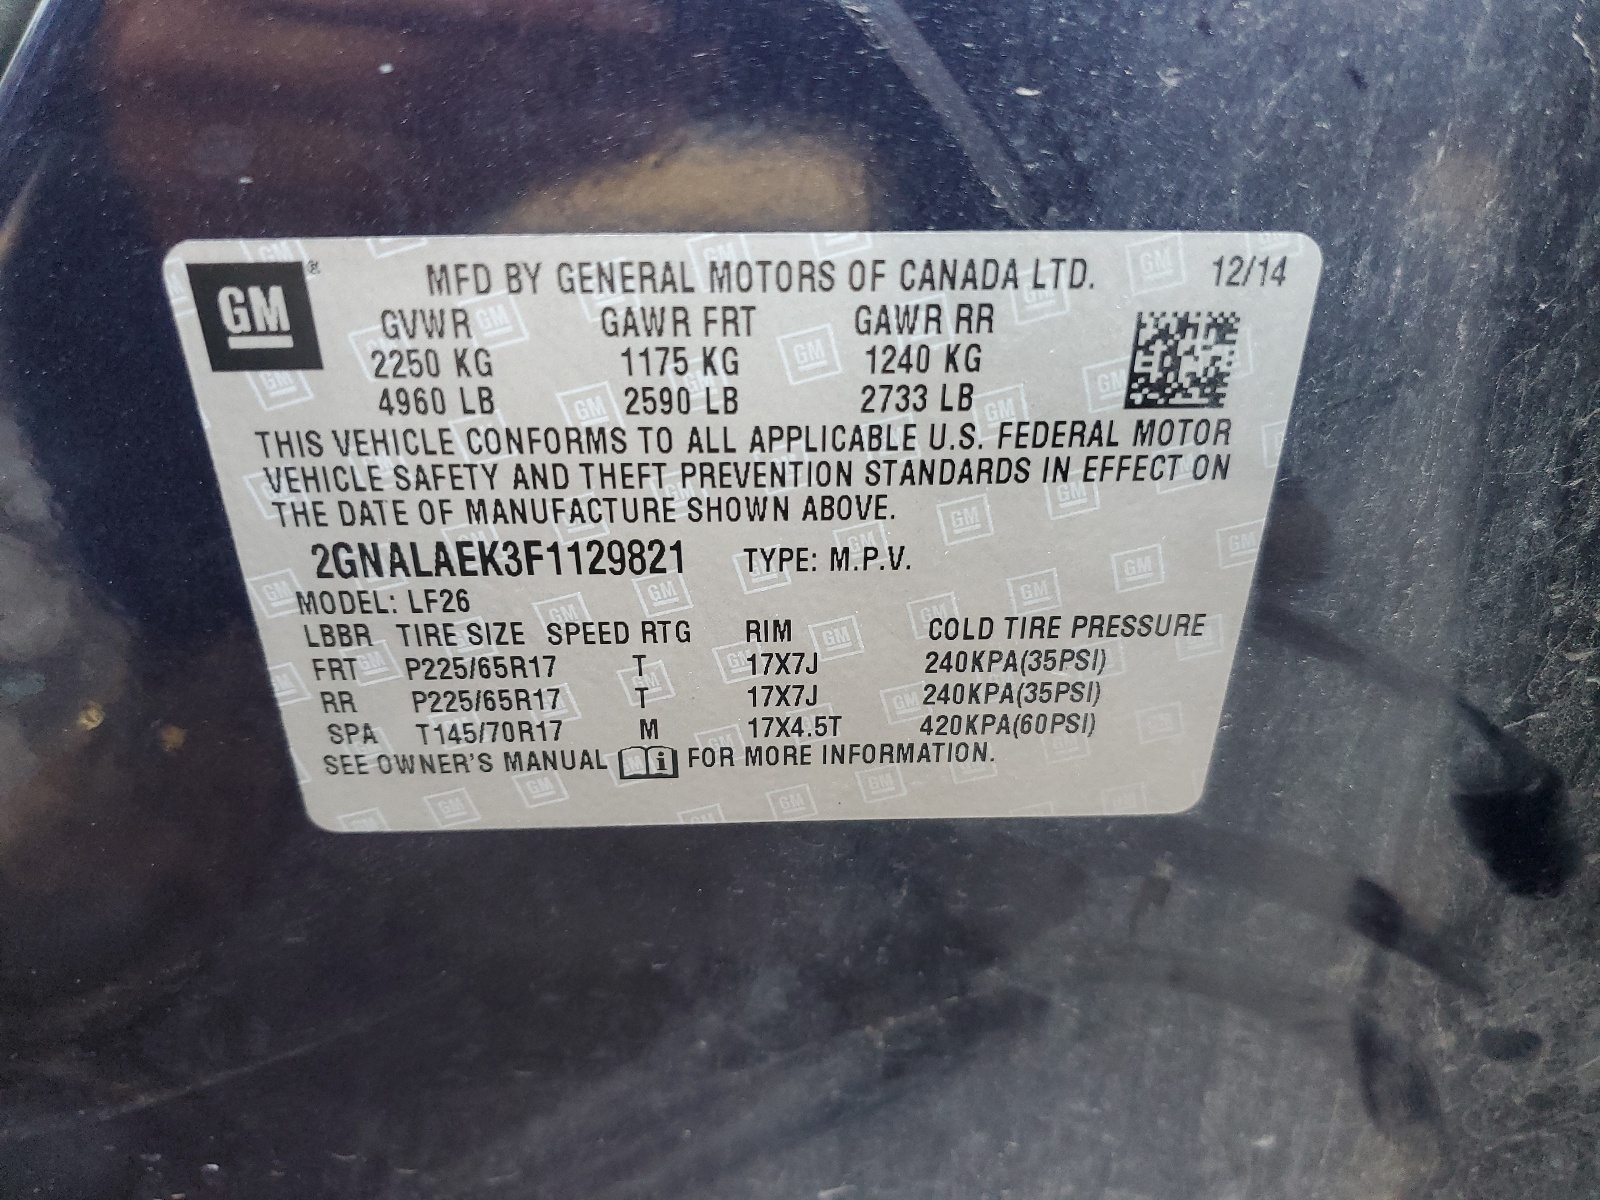 GM ® MFD BY GENERAL MOTORS OF CANADA LTD. 12/14
GVWR GAWR FRT GAWR RR
2250 KG 1175 KG 1240 KG
4960 LB 2590 LB 2733 LB
THIS VEHICLE CONFORMS TO ALL APPLICABLE U.S. FEDERAL MOTOR
VEHICLE SAFETY AND THEFT PREVENTION STANDARDS IN EFFECT ON
THE DATE OF MANUFACTURE SHOWN ABOVE.
2GNALAEK3F1129821 TYPE: M.P.V.
MODEL: LF26
LBBR TIRE SIZE SPEED RTG RIM COLD TIRE PRESSURE
FRT P225/65R17 T 17X7J 240KPA(35PSI)
RR P225/65R17 T 17X7J 240KPA(35PSI)
SPA T145/70R17 M 17X4.5T 420KPA(60PSI)
SEE OWNER'S MANUAL i FOR MORE INFORMATION.